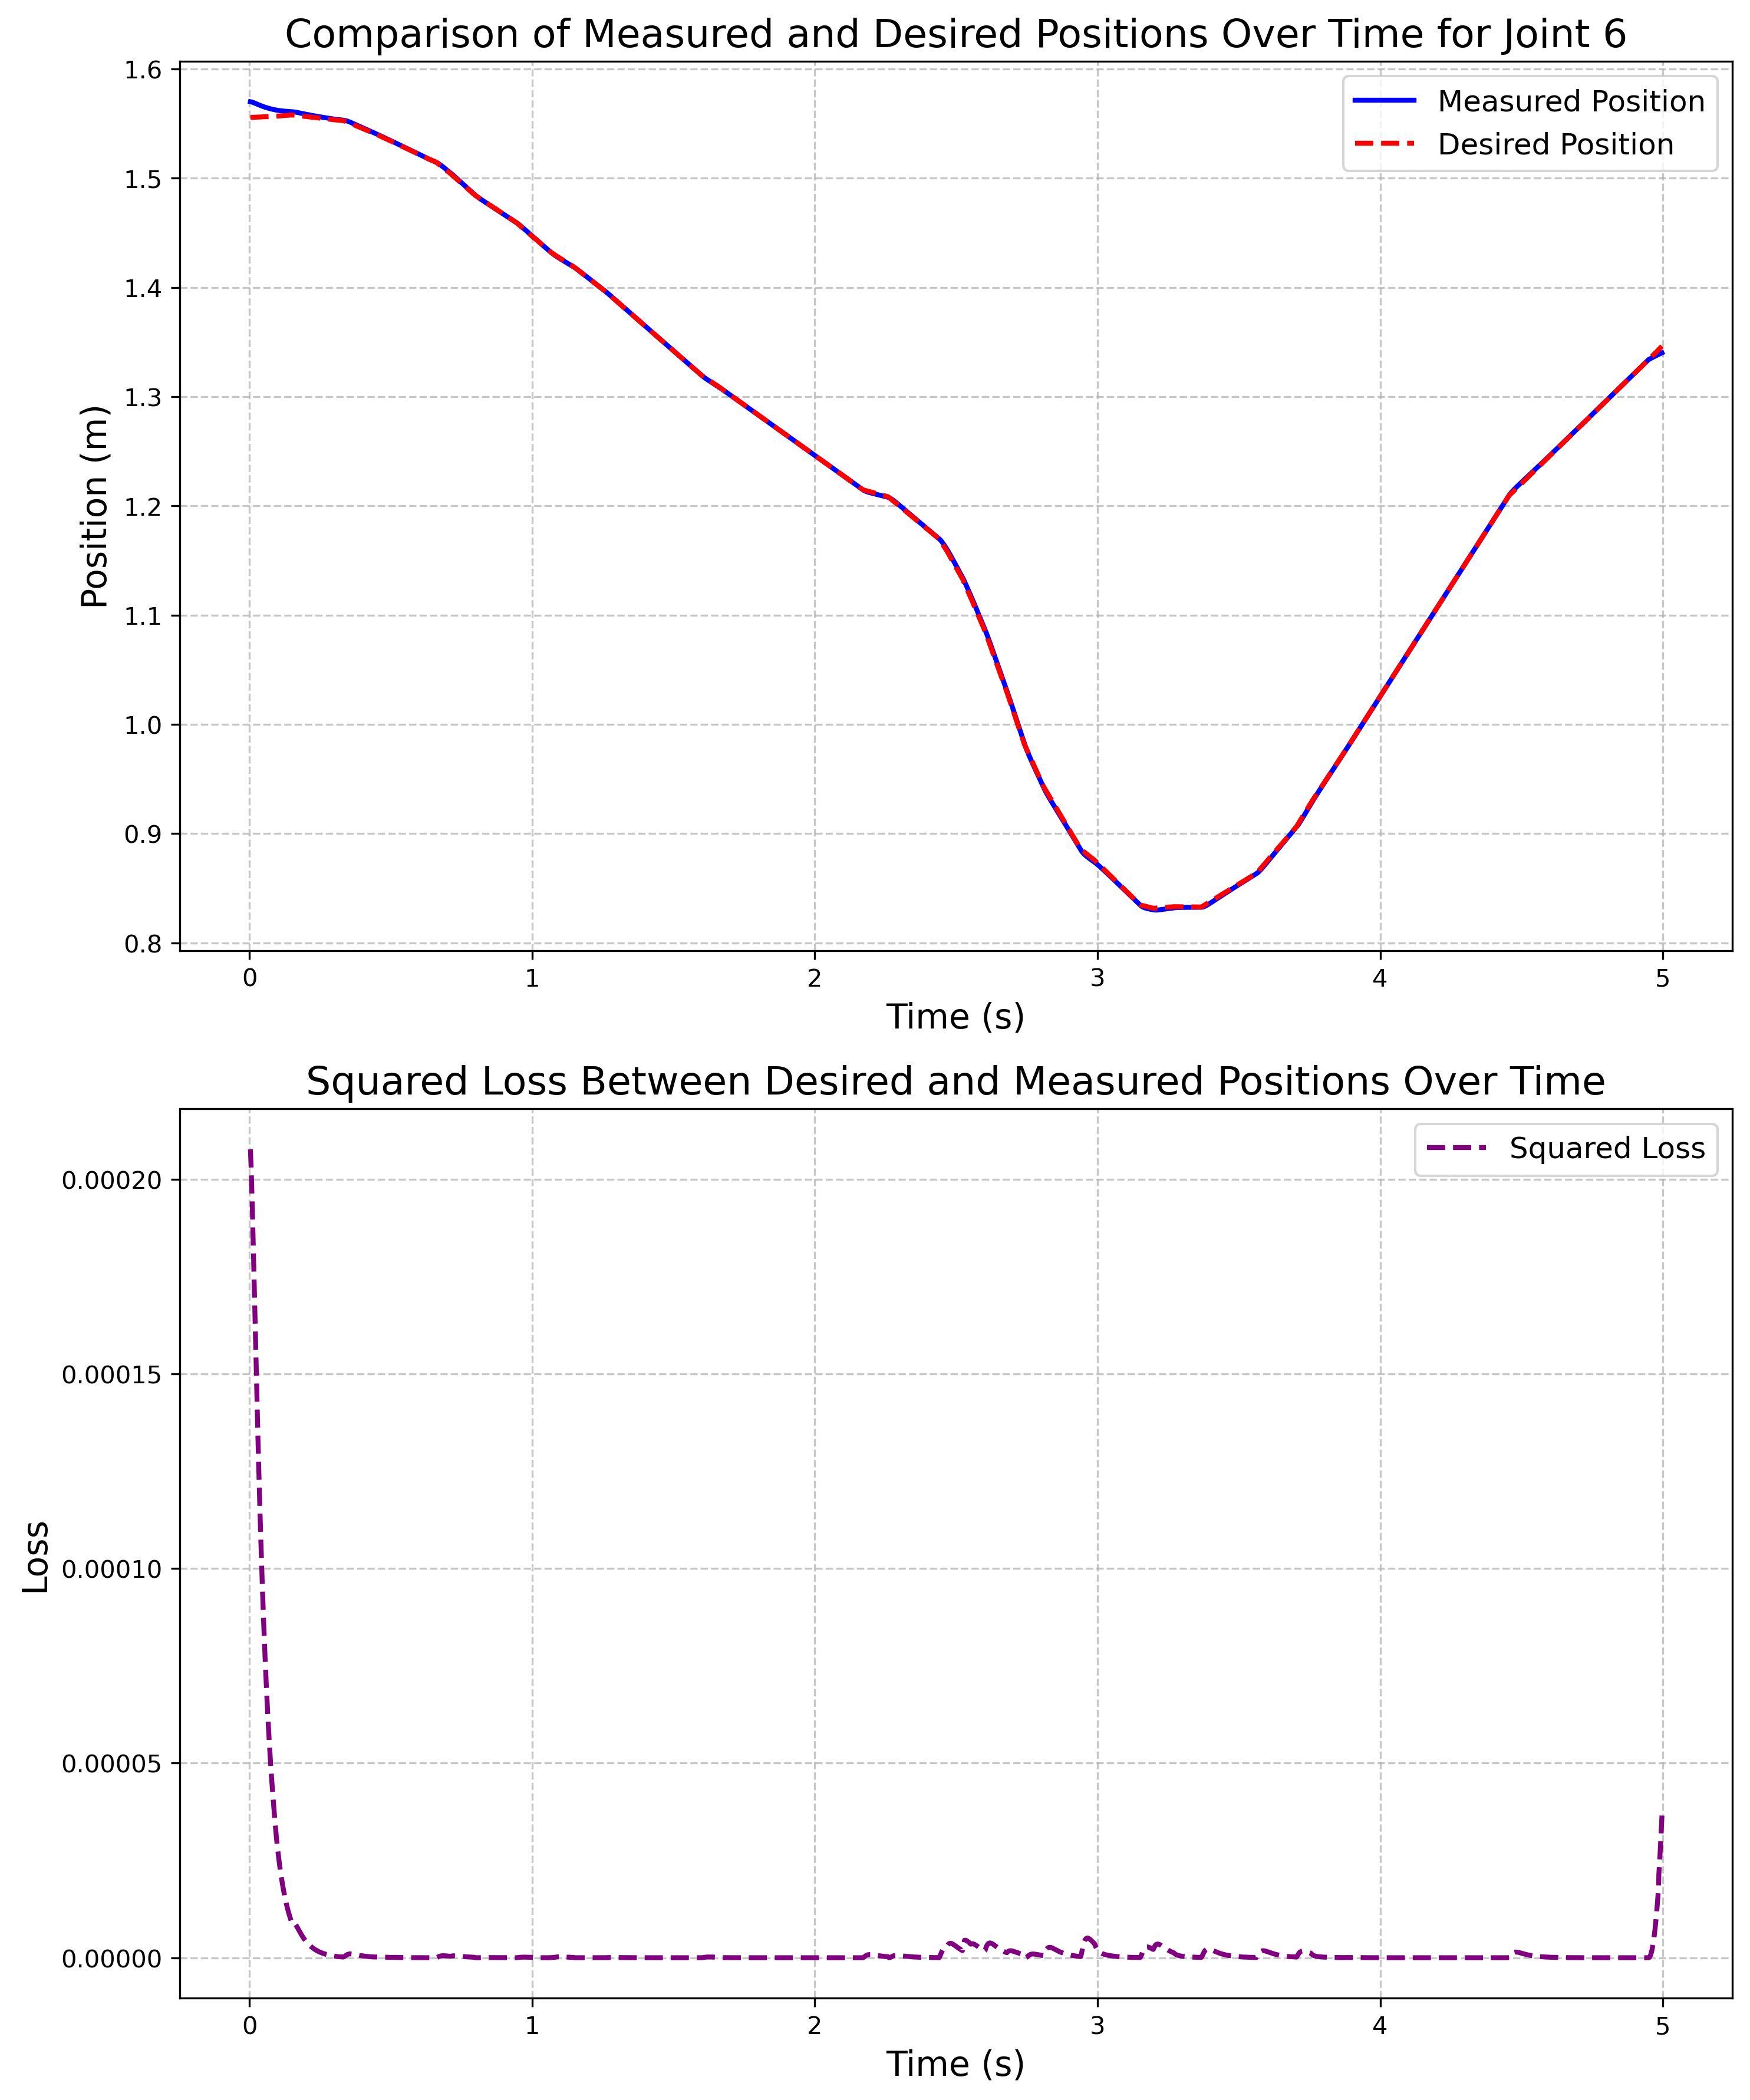 Comparison of Measured and Desired Positions Over Time for Joint 6
Measured Position
Desired Position
Position (m)
1.6
1.5
1.4
1.3
1.2
1.1
1.0
0.9
0.8
0 1 2 3 4 5
Time (s)
Squared Loss Between Desired and Measured Positions Over Time
Squared Loss
Loss
0.00020
0.00015
0.00010
0.00005
0.00000
0 1 2 3 4 5
Time (s)